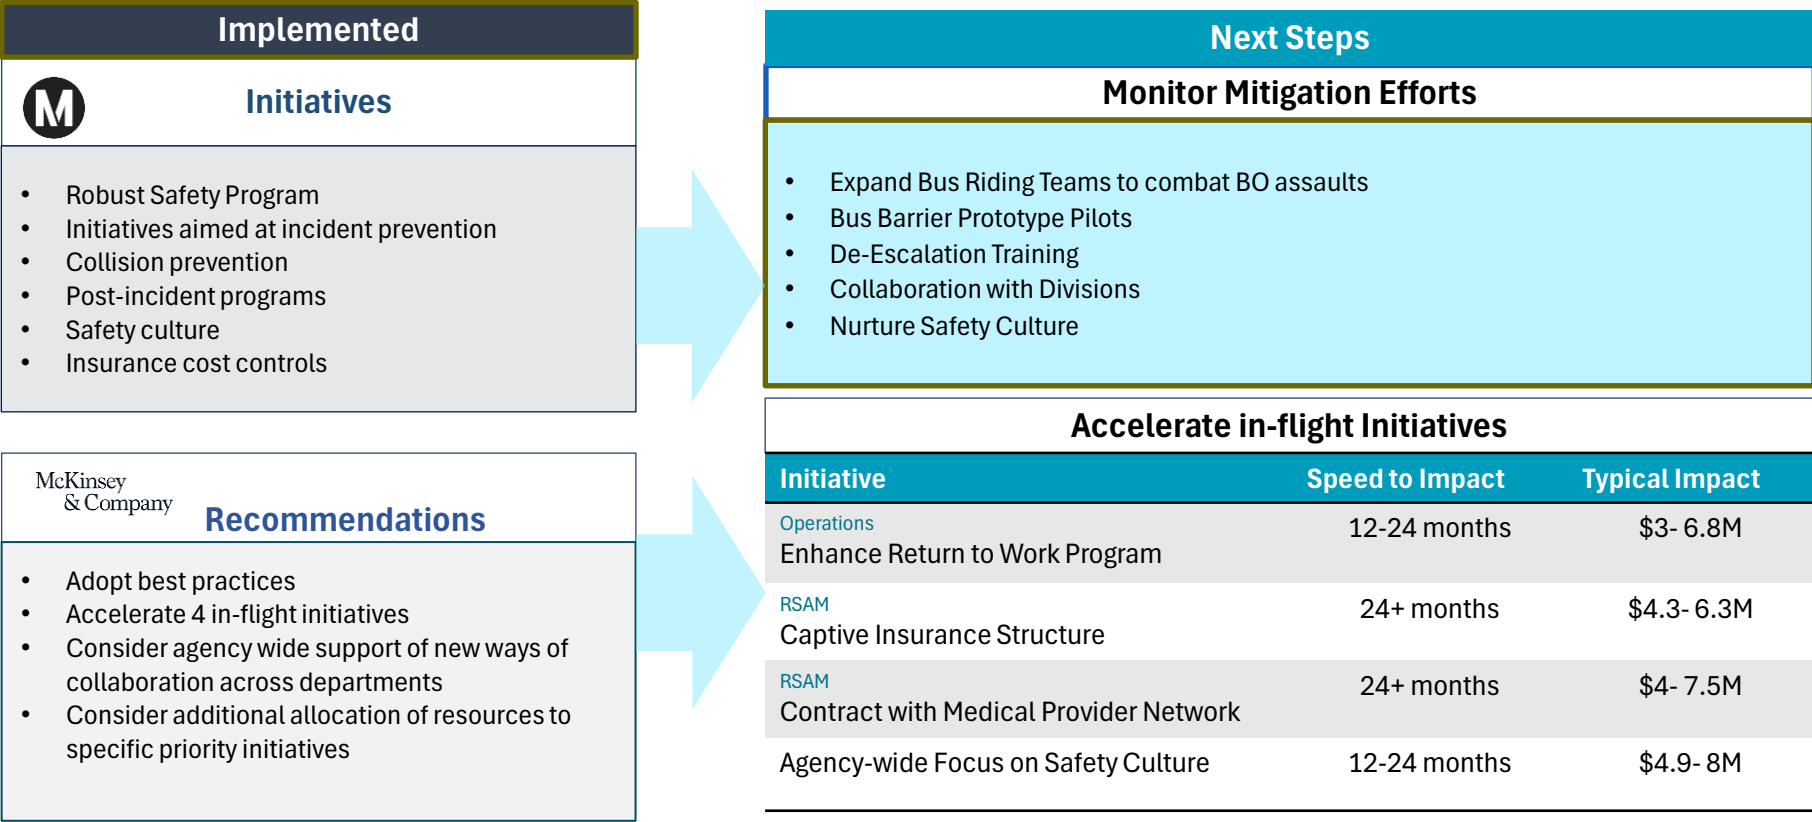 Implemented
M
Initiatives
• Robust Safety Program
• Initiatives aimed at incident prevention
• Collision prevention
• Post-incident programs
• Safety culture
• Insurance cost controls
McKinsey
& Company
Recommendations
• Adopt best practices
• Accelerate 4 in-flight initiatives
• Consider agency wide support of new ways of
collaboration across departments
• Consider additional allocation of resources to
specific priority initiatives
Next Steps
Monitor Mitigation Efforts
• Expand Bus Riding Teams to combat BO assaults
• Bus Barrier Prototype Pilots
• De-Escalation Training
• Collaboration with Divisions
• Nurture Safety Culture
Accelerate in-flight Initiatives
Initiative Speed to Impact Typical Impact
Operations
Enhance Return to Work Program 12-24 months $3- 6.8M
RSAM
Captive Insurance Structure 24+ months $4.3- 6.3M
RSAM
Contract with Medical Provider Network 24+ months $4- 7.5M
Agency-wide Focus on Safety Culture 12-24 months $4.9- 8M